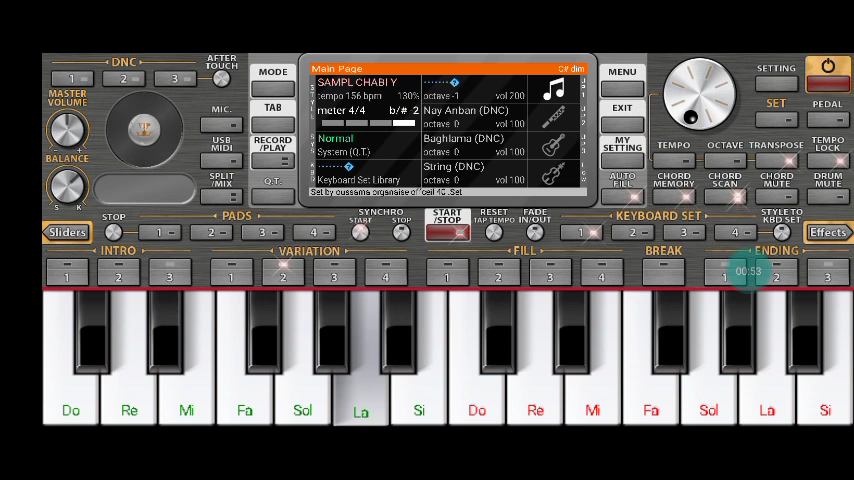 DNC
1 2 3
AFTER
TOUCH
MASTER
VOLUME
BALANCE
S K
MIC.
USB
MIDI
SPLIT
/MIX
MODE
TAB
RECORD
/PLAY
Q.T.
Main Page C# dim
SAMPL CHABI Y
tempo 156 bpm 130%
octave -1 vol 200
meter 4/4 b/# -2
Nay Anban (DNC)
octave 0 vol 100
Normal
System (Q.T.)
Baghlama (DNC)
octave 0 vol 100
Keyboard Set Library
String (DNC)
octave 0 vol 100
MENU
EXIT
MY
SETTING
AUTO
FILL
SETTING
SET
PEDAL
TEMPO OCTAVE TRANSPOSE TEMPO
LOCK
CHORD
MEMORY
CHORD
SCAN
CHORD
MUTE
DRUM
MUTE
Sliders
STOP
PADS
1 2 3 4
SYNCHRO
START STOP
START
/STOP
RESET
TAP TEMPO
FADE
IN/OUT
KEYBOARD SET
1 2 3 4
STYLE TO
KBD SET
Effects
INTRO
1 2 3
VARIATION
1 2 3 4
FILL
1 2 3 4
BREAK
ENDING
1 2 3
00:53
Do Re Mi Fa Sol La Si Do Re Mi Fa Sol La Si